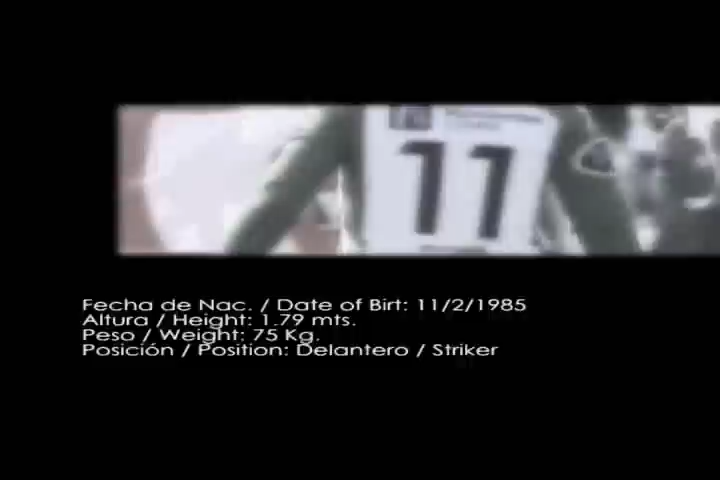 11
Fecha de Nac. / Date of Birt: 11/2/1985
Altura / Height: 1.79 mts.
Peso / Weight: 75 Kg.
Posición / Position: Delantero / Striker